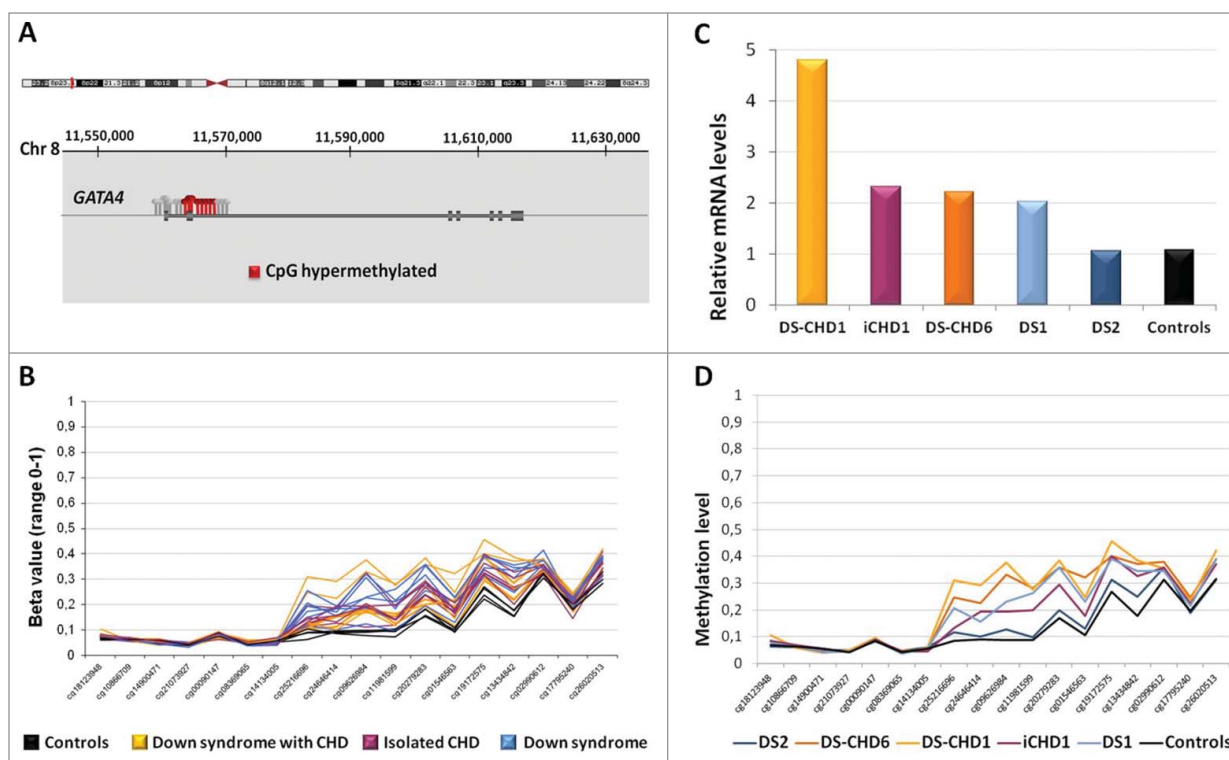 A
11,550,000 11,570,000 11,590,000 11,610,000 11,630,000
Chr 8
GATA4
CpG hypermethylated
B
Beta value (range 0-1)
1
0,9
0,8
0,7
0,6
0,5
0,4
0,3
0,2
0,1
0
cg18123948 cg10866709 cg14900471 cg21073927 cg00090147 cg08369065 cg14134005 cg25216696 cg24646414 cg09626984 cg11981599 cg20279283 cg01546563 cg19172575 cg13434842 cg02990612 cg17795240 cg26020513
Controls Down syndrome with CHD Isolated CHD Down syndrome
C
Relative mRNA levels
5
4
3
2
1
0
DS-CHD1 iCHD1 DS-CHD6 DS1 DS2 Controls
D
Methylation level
1
0,9
0,8
0,7
0,6
0,5
0,4
0,3
0,2
0,1
0
cg18123948 cg10866709 cg14900471 cg21073927 cg00090147 cg08369065 cg14134005 cg25216696 cg24646414 cg09626984 cg11981599 cg20279283 cg01546563 cg19172575 cg13434842 cg02990612 cg17795240 cg26020513
DS2 DS-CHD6 DS-CHD1 iCHD1 DS1 Controls